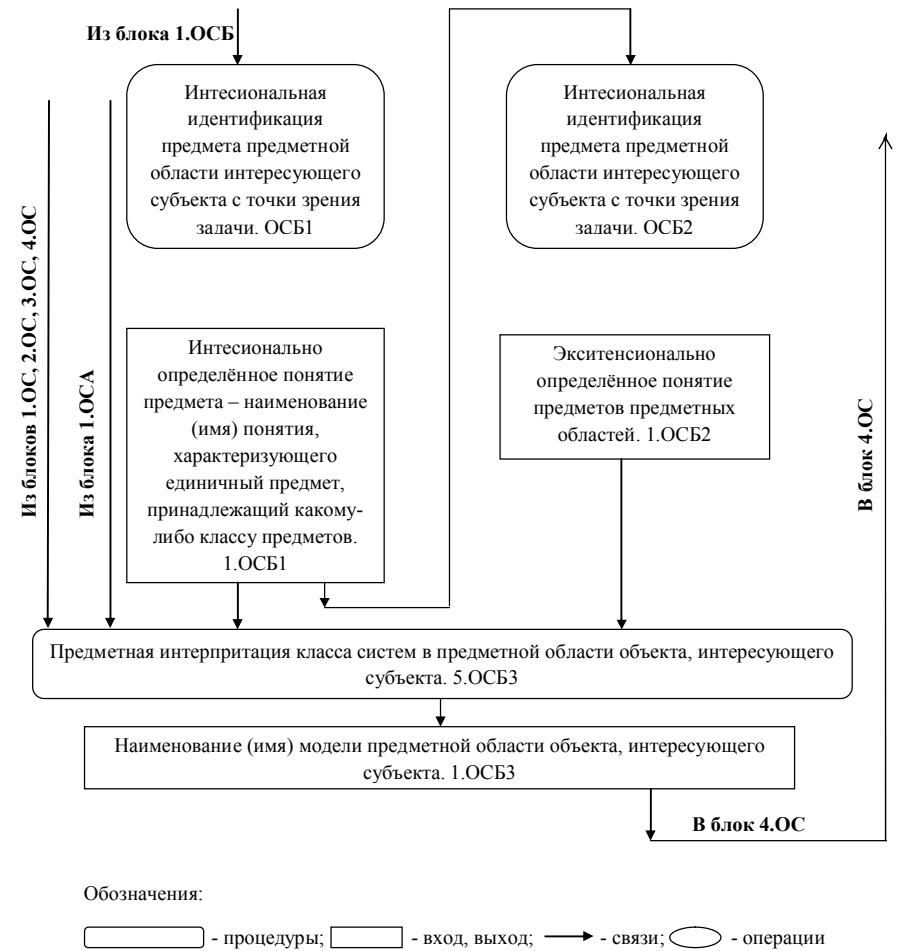 Из блока 1.ОСБ
Интесиональная
идентификация
предмета предметной
области интересующего
субъекта с точки зрения
задачи. ОСБ1
Интесиональная
идентификация
предмета предметной
области интересующего
субъекта с точки зрения
задачи. ОСБ2
Из блоков 1.ОС, 2.ОС, 3.ОС, 4.ОС
Из блока 1.ОСА
Интесионально
определённое понятие
предмета – наименование
(имя) понятия,
характеризующего
единичный предмет,
принадлежащий какому-
либо классу предметов.
1.ОСБ1
Экситенсионально
определённое понятие
предметов предметных
областей. 1.ОСБ2
В блок 4.ОС
Предметная интерпритация класса систем в предметной области объекта, интересующего
субъекта. 5.ОСБ3
Наименование (имя) модели предметной области объекта, интересующего
субъекта. 1.ОСБ3
В блок 4.ОС
Обозначения:
- процедуры; - вход, выход; - связи; - операции